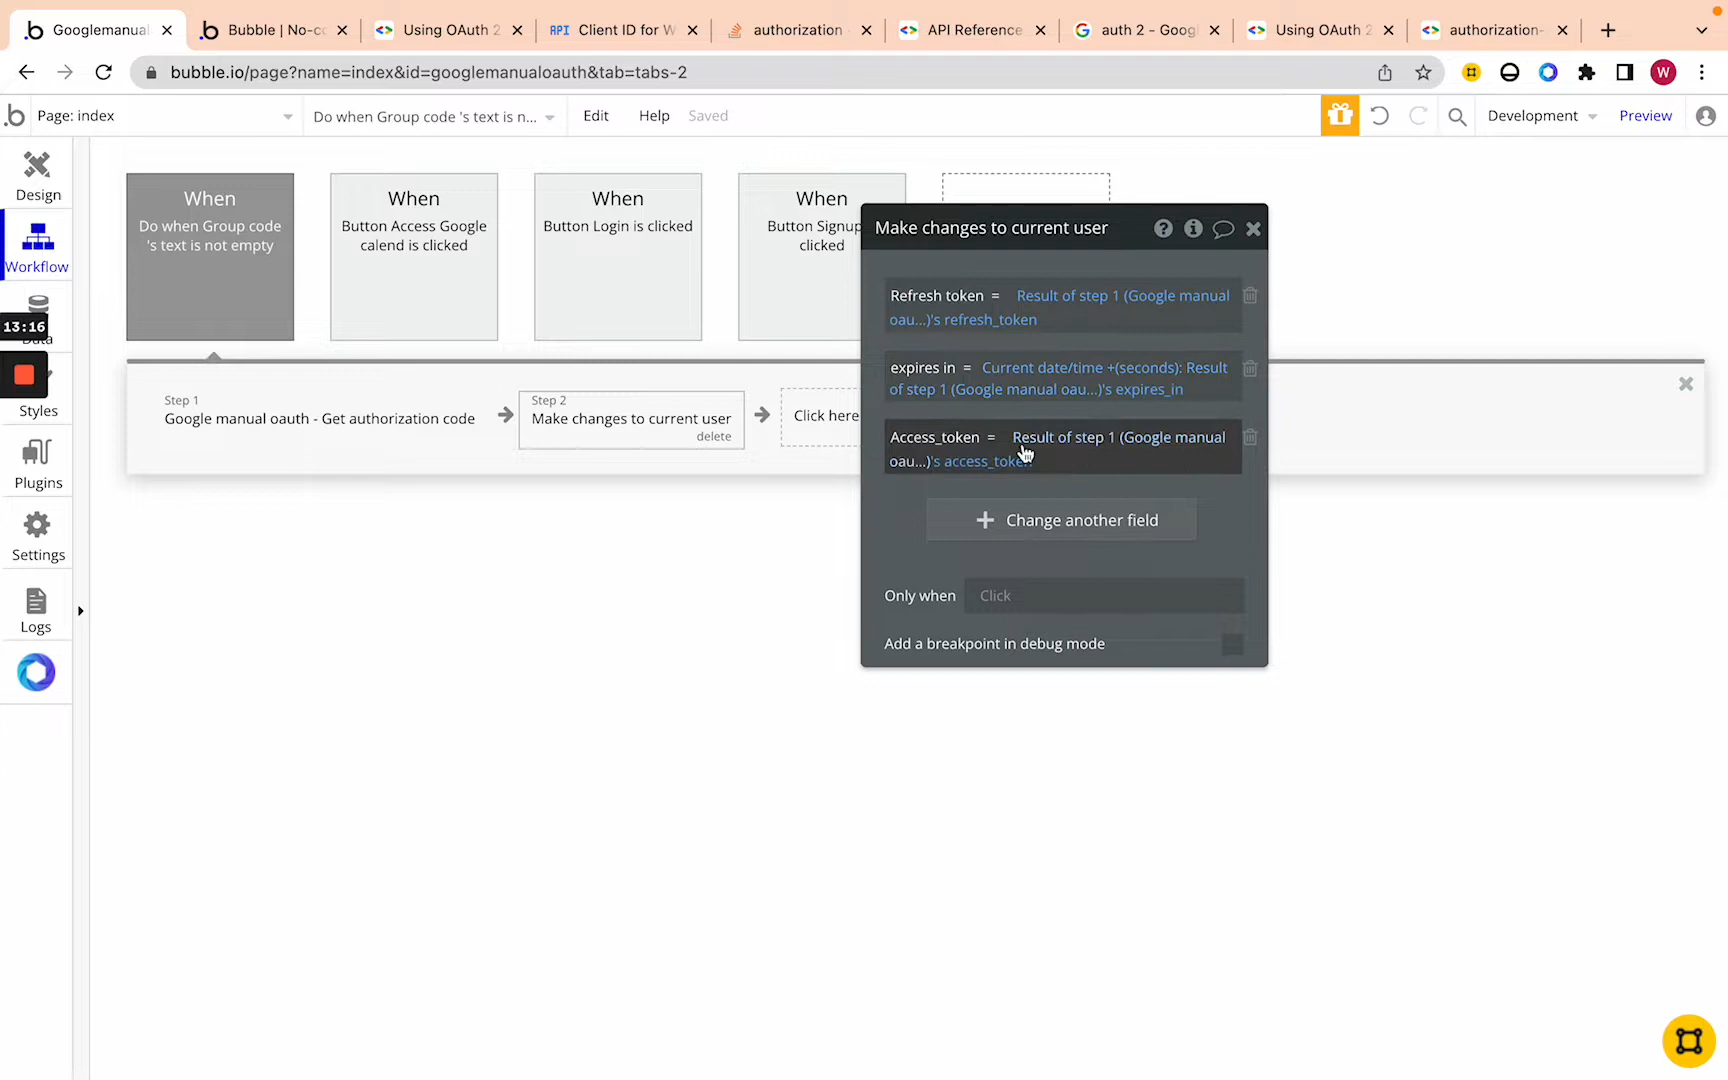 Googlemanual
Bubble | No-co
Using OAuth 2
API
Client ID for W
authorization
API Reference
auth 2 - Googl
Using OAuth 2
authorization-
bubble.io/page?name=index&id=googlemanualoauth&tab=tabs-2
W
Page: index
Do when Group code 's text is n...
Edit
Help
Saved
Development
Preview
Design
Workflow
Data
13:16
Styles
Plugins
Settings
Logs
When
Do when Group code
's text is not empty
When
Button Access Google
calend is clicked
When
Button Login is clicked
When
Button Signup
clicked
Step 1
Google manual oauth - Get authorization code
Step 2
Make changes to current user
delete
Click here
Make changes to current user
Refresh token = Result of step 1 (Google manual
oau...)'s refresh_token
expires in = Current date/time +(seconds): Result
of step 1 (Google manual oau...)'s expires_in
Access_token = Result of step 1 (Google manual
oau...)'s access_token
Change another field
Only when
Click
Add a breakpoint in debug mode